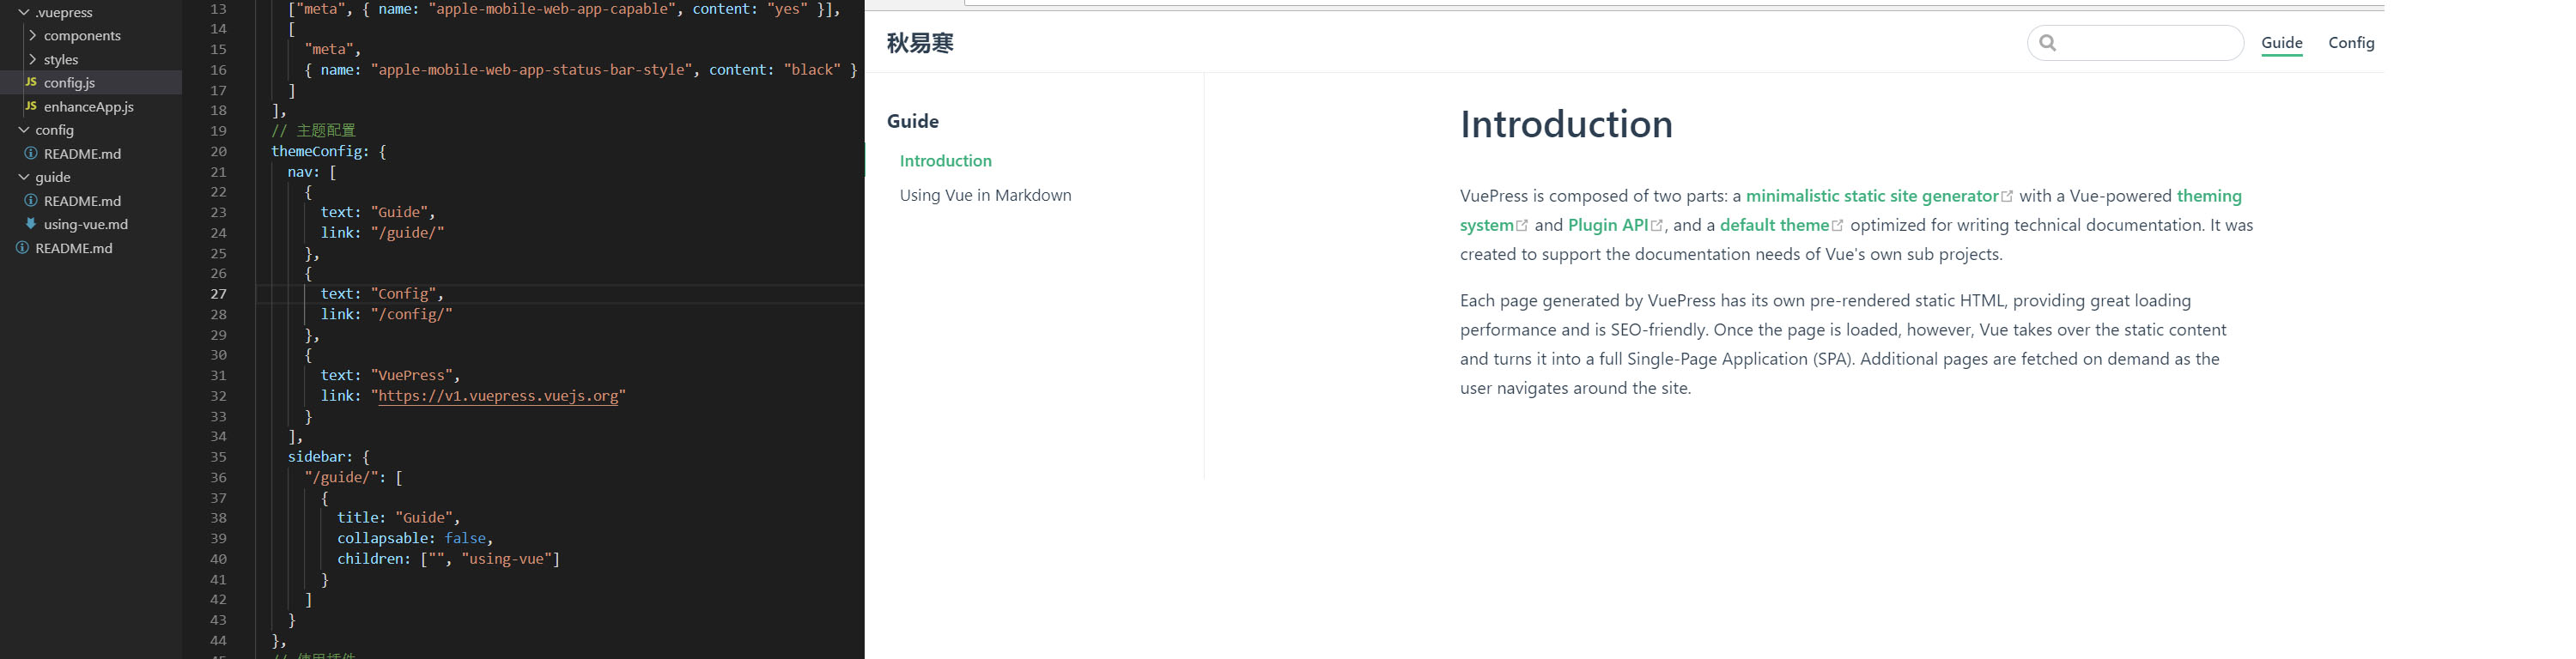 .vuepress
components
styles
JS config.js
JS enhanceApp.js
config
README.md
guide
README.md
using-vue.md
README.md
13 ["meta", { name: "apple-mobile-web-app-capable", content: "yes" }],
14 [
15 "meta",
16 { name: "apple-mobile-web-app-status-bar-style", content: "black" }
17 ]
18 ],
19 // 主题配置
20 themeConfig: {
21 nav: [
22 {
23 text: "Guide",
24 link: "/guide/"
25 },
26 {
27 text: "Config",
28 link: "/config/"
29 },
30 {
31 text: "VuePress",
32 link: "https://v1.vuepress.vuejs.org"
33 }
34 ],
35 sidebar: {
36 "/guide/": [
37 {
38 title: "Guide",
39 collapsable: false,
40 children: ["", "using-vue"]
41 }
42 ]
43 }
44 },
秋易寒
Guide Config
Guide
Introduction
Using Vue in Markdown
Introduction
VuePress is composed of two parts: a minimalistic static site generator with a Vue-powered theming
system and Plugin API, and a default theme optimized for writing technical documentation. It was
created to support the documentation needs of Vue's own sub projects.
Each page generated by VuePress has its own pre-rendered static HTML, providing great loading
performance and is SEO-friendly. Once the page is loaded, however, Vue takes over the static content
and turns it into a full Single-Page Application (SPA). Additional pages are fetched on demand as the
user navigates around the site.